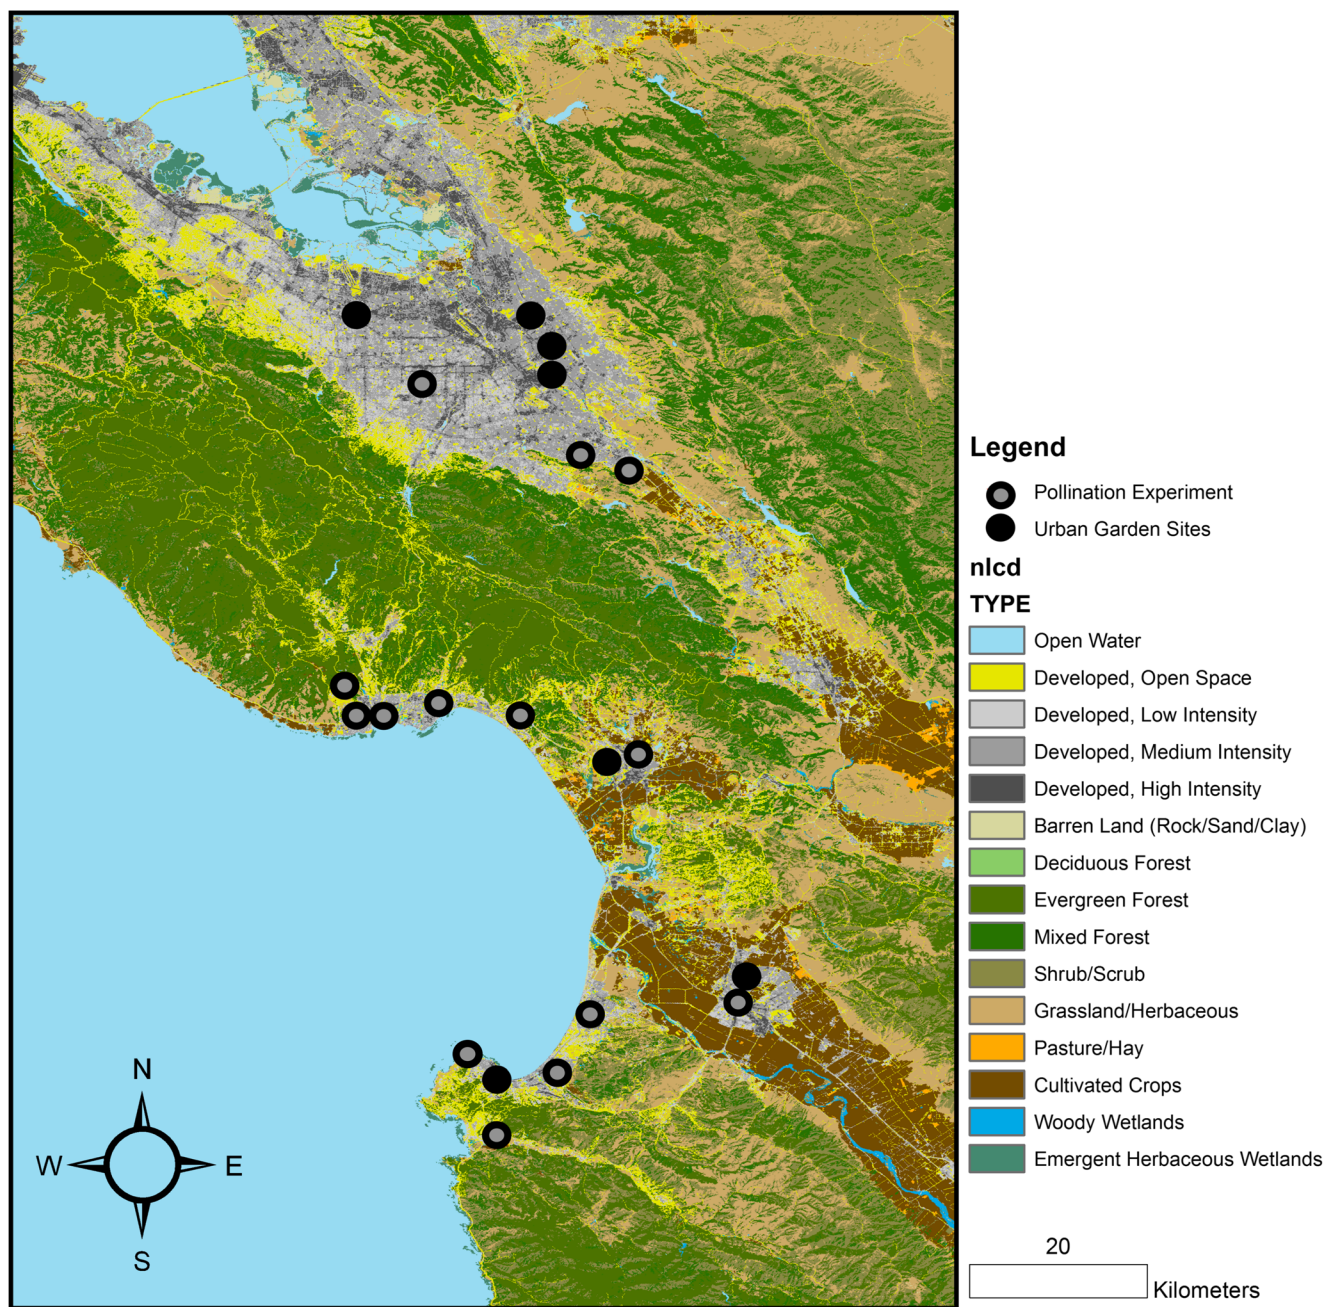 Legend
Pollination Experiment
Urban Garden Sites
nlcd
TYPE
Open Water
Developed, Open Space
Developed, Low Intensity
Developed, Medium Intensity
Developed, High Intensity
Barren Land (Rock/Sand/Clay)
Deciduous Forest
Evergreen Forest
Mixed Forest
Shrub/Scrub
Grassland/Herbaceous
Pasture/Hay
Cultivated Crops
Woody Wetlands
Emergent Herbaceous Wetlands
N
W E
S
20
Kilometers